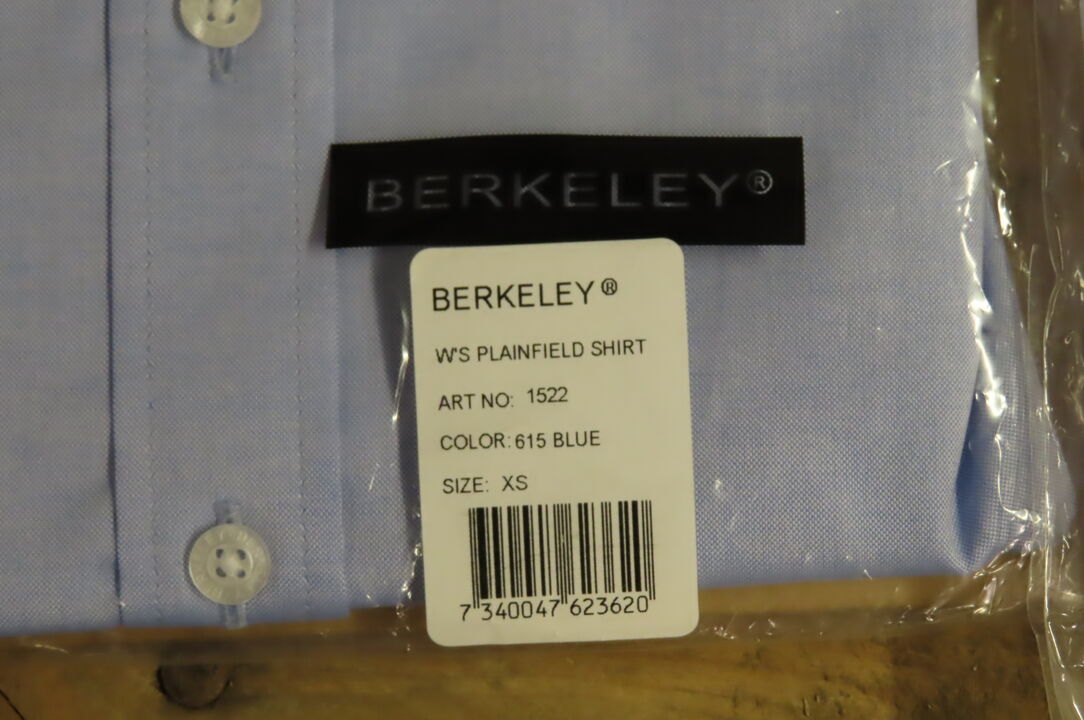 BERKELEY®
BERKELEY®
W'S PLAINFIELD SHIRT
ART NO: 1522
COLOR: 615 BLUE
SIZE: XS
7 340047 623620